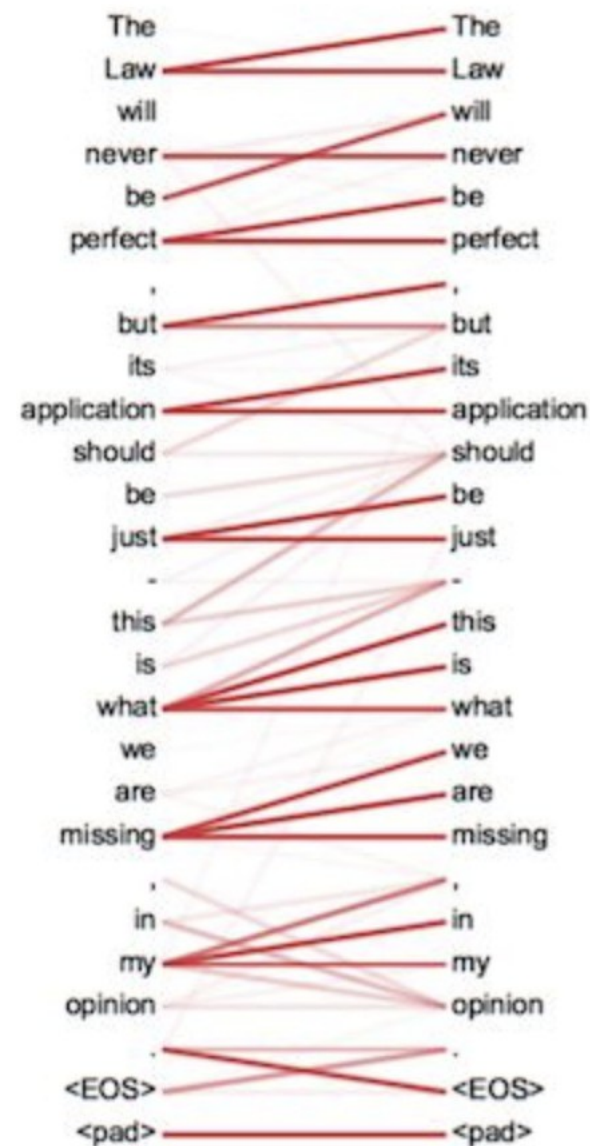 The The
Law Law
will will
never never
be be
perfect perfect
, ,
but but
its its
application application
should should
be be
just just
- -
this this
is is
what what
we we
are are
missing missing
, ,
in in
my my
opinion opinion
. .
<EOS> <EOS>
<pad> <pad>